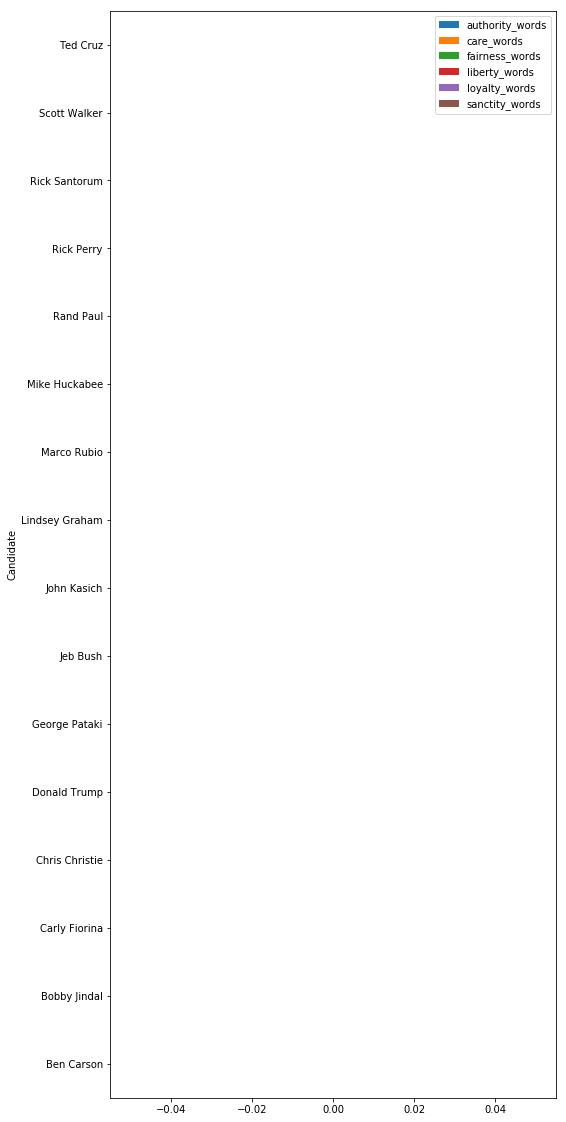 authority_words
care_words
fairness_words
liberty_words
loyalty_words
sanctity_words
Candidate
Ted Cruz
Scott Walker
Rick Santorum
Rick Perry
Rand Paul
Mike Huckabee
Marco Rubio
Lindsey Graham
John Kasich
Jeb Bush
George Pataki
Donald Trump
Chris Christie
Carly Fiorina
Bobby Jindal
Ben Carson
−0.04 −0.02 0.00 0.02 0.04